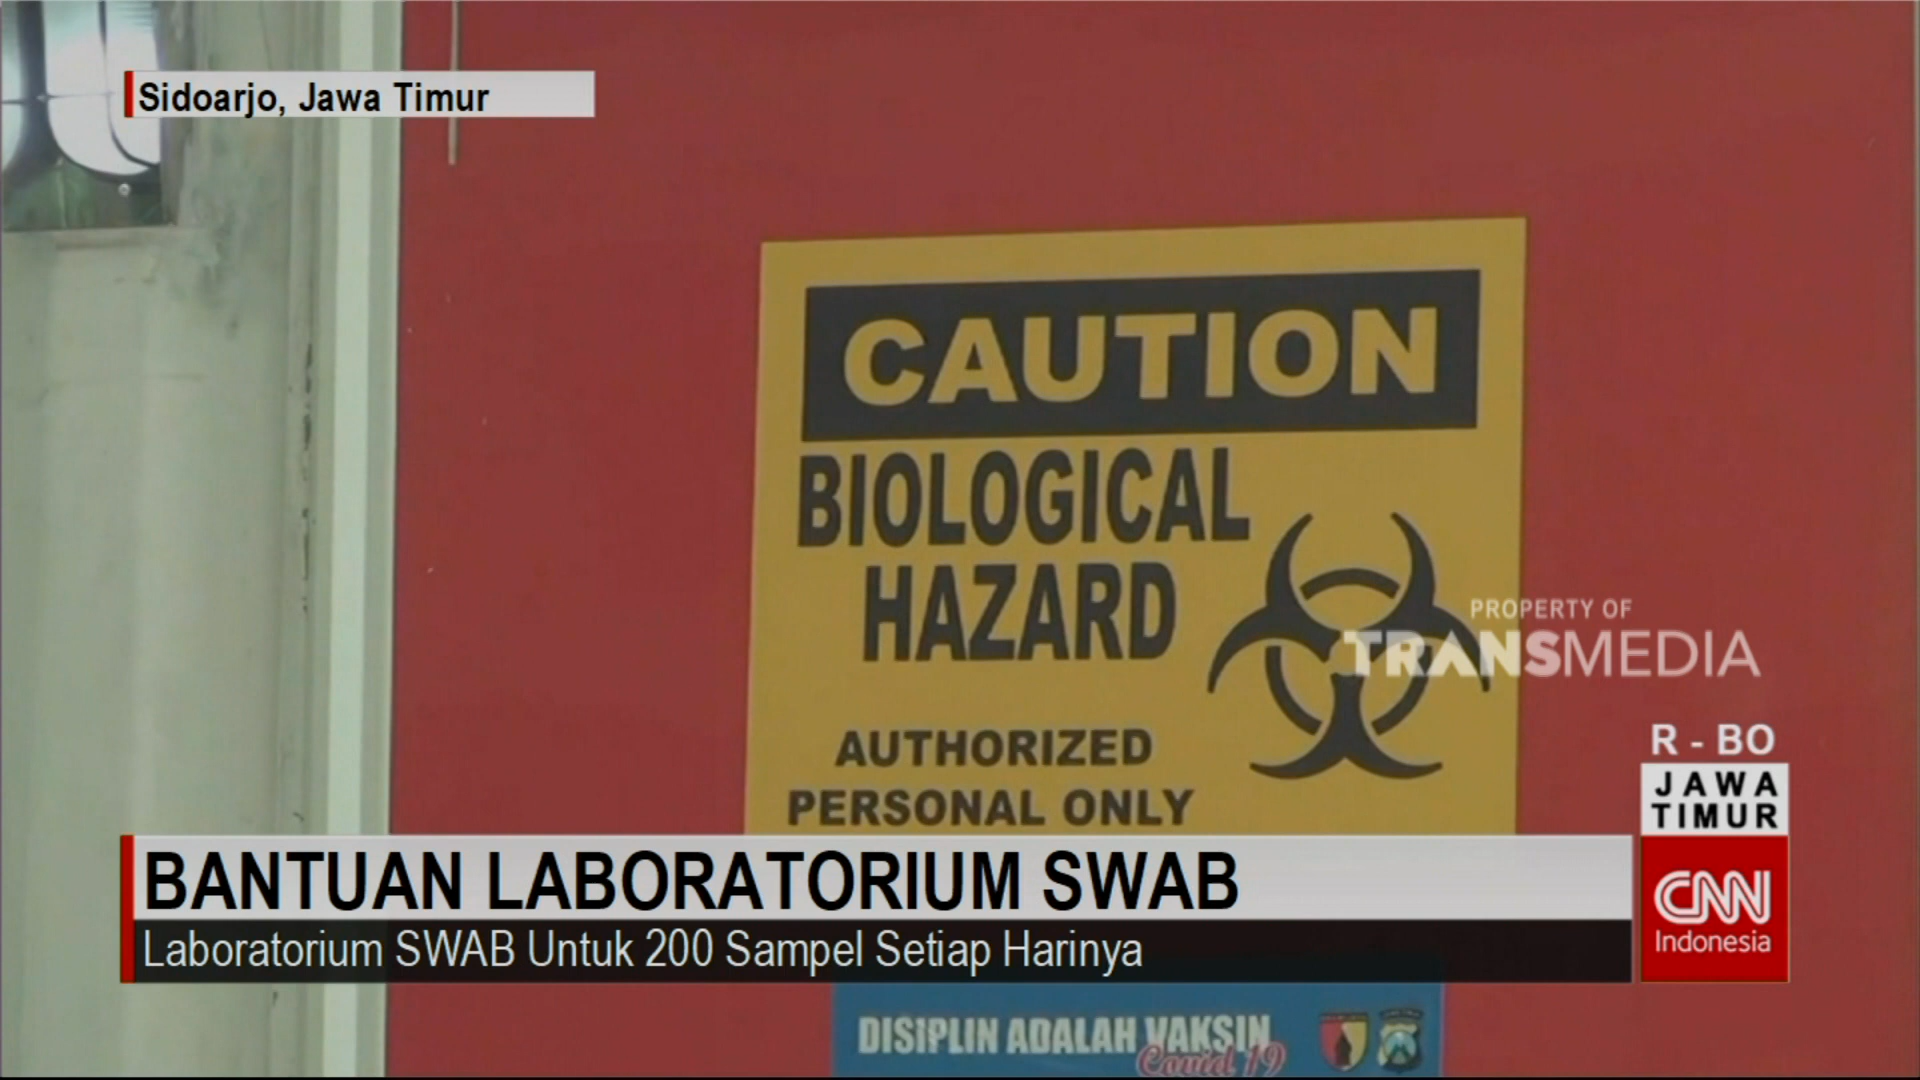 Sidoarjo, Jawa Timur
CAUTION
BIOLOGICAL
HAZARD
AUTHORIZED
PERSONAL ONLY
PROPERTY OF
TRANSMEDIA
R - BO
JAWA
TIMUR
CNN
Indonesia
BANTUAN LABORATORIUM SWAB
Laboratorium SWAB Untuk 200 Sampel Setiap Harinya
DISIPLIN ADALAH VAKSIN
Covid 19